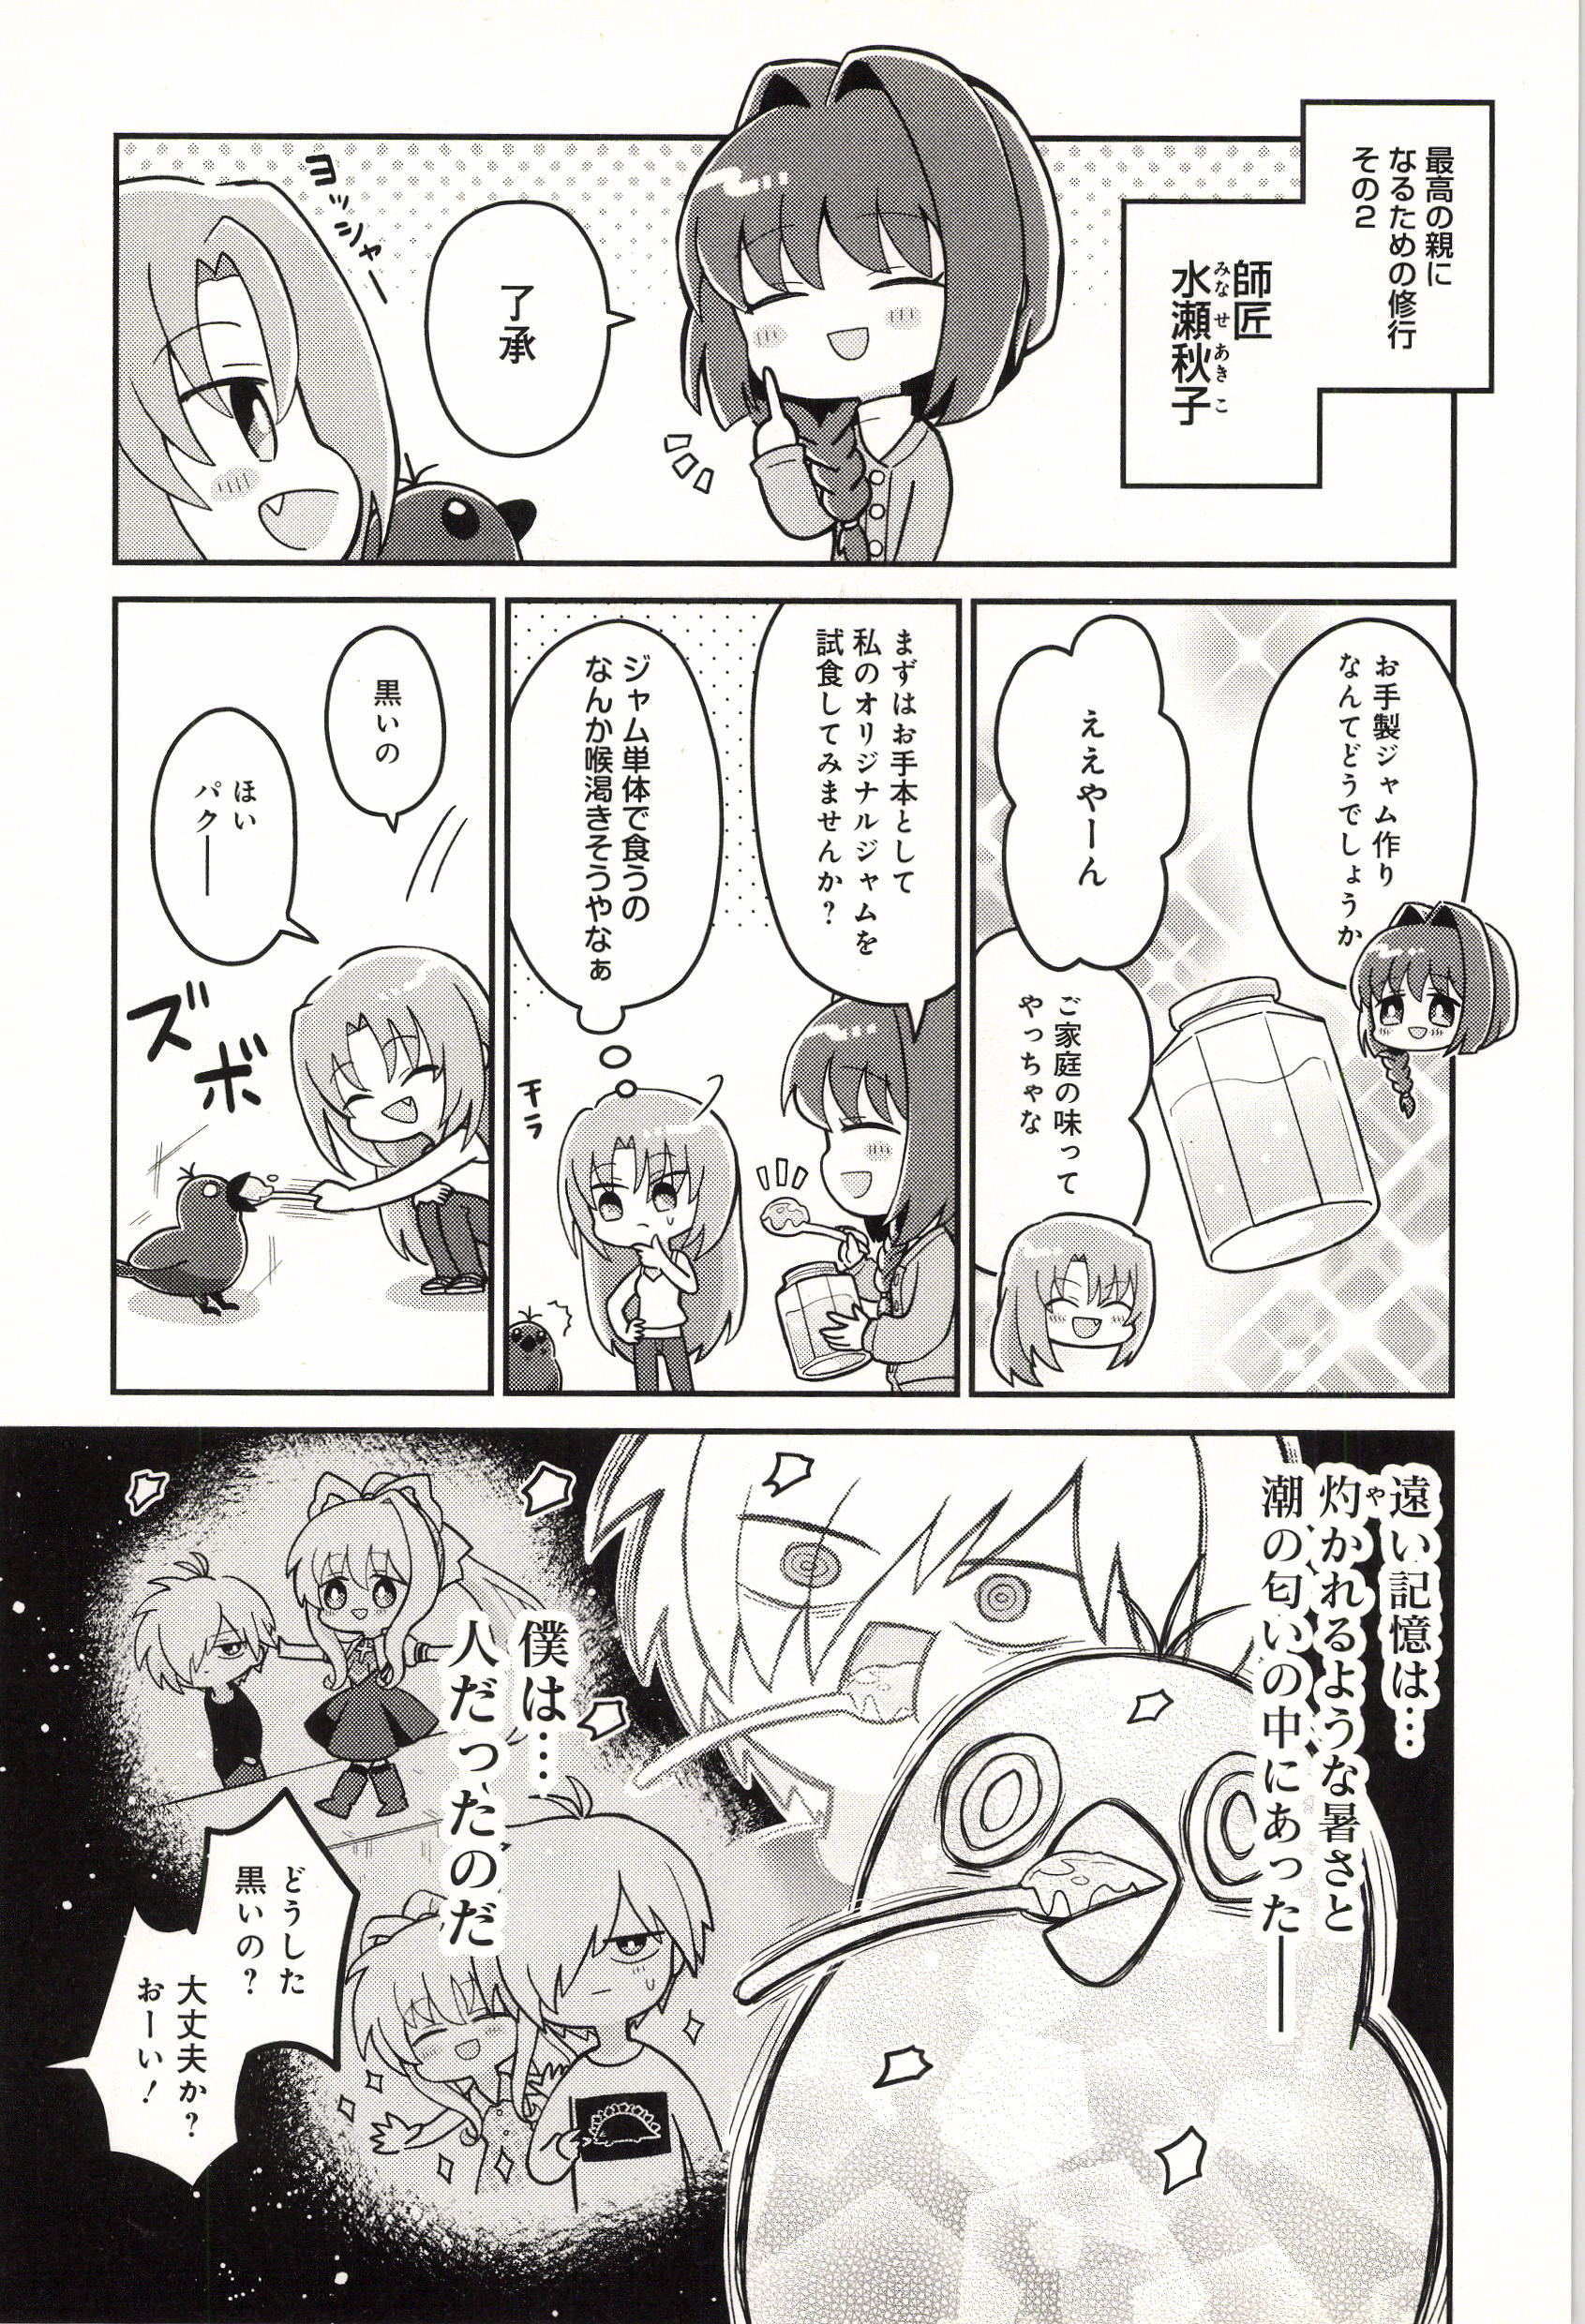 最高の親に
なるための修行
その2
師匠
水瀬秋子
みなせあきこ
了承
ヨッシャー
お手製ジャム作り
なんてどうでしょうか
ええやーん
ご家庭の味って
やっちゃな
まずはお手本として
私のオリジナルジャムを
試食してみませんか?
ジャム単体で食うの
なんか喉渇きそうやなぁ
キラ
黒いの
ほい
パクー
ズボ
遠い記憶は…
灼かれるような暑さと
や
潮の匂いの中にあった――
僕は…
人だったのだ
どうした
黒いの?
大丈夫か?
おーい!